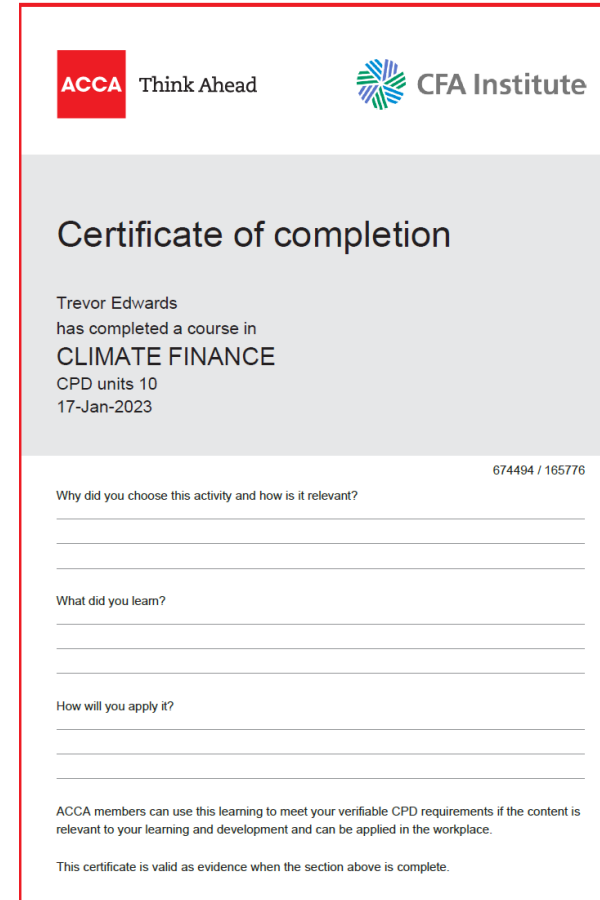 ACCA Think Ahead CFA Institute
Certificate of completion
Trevor Edwards
has completed a course in
CLIMATE FINANCE
CPD units 10
17-Jan-2023
674494 / 165776
Why did you choose this activity and how is it relevant?
What did you learn?
How will you apply it?
ACCA members can use this learning to meet your verifiable CPD requirements if the content is
relevant to your learning and development and can be applied in the workplace.
This certificate is valid as evidence when the section above is complete.